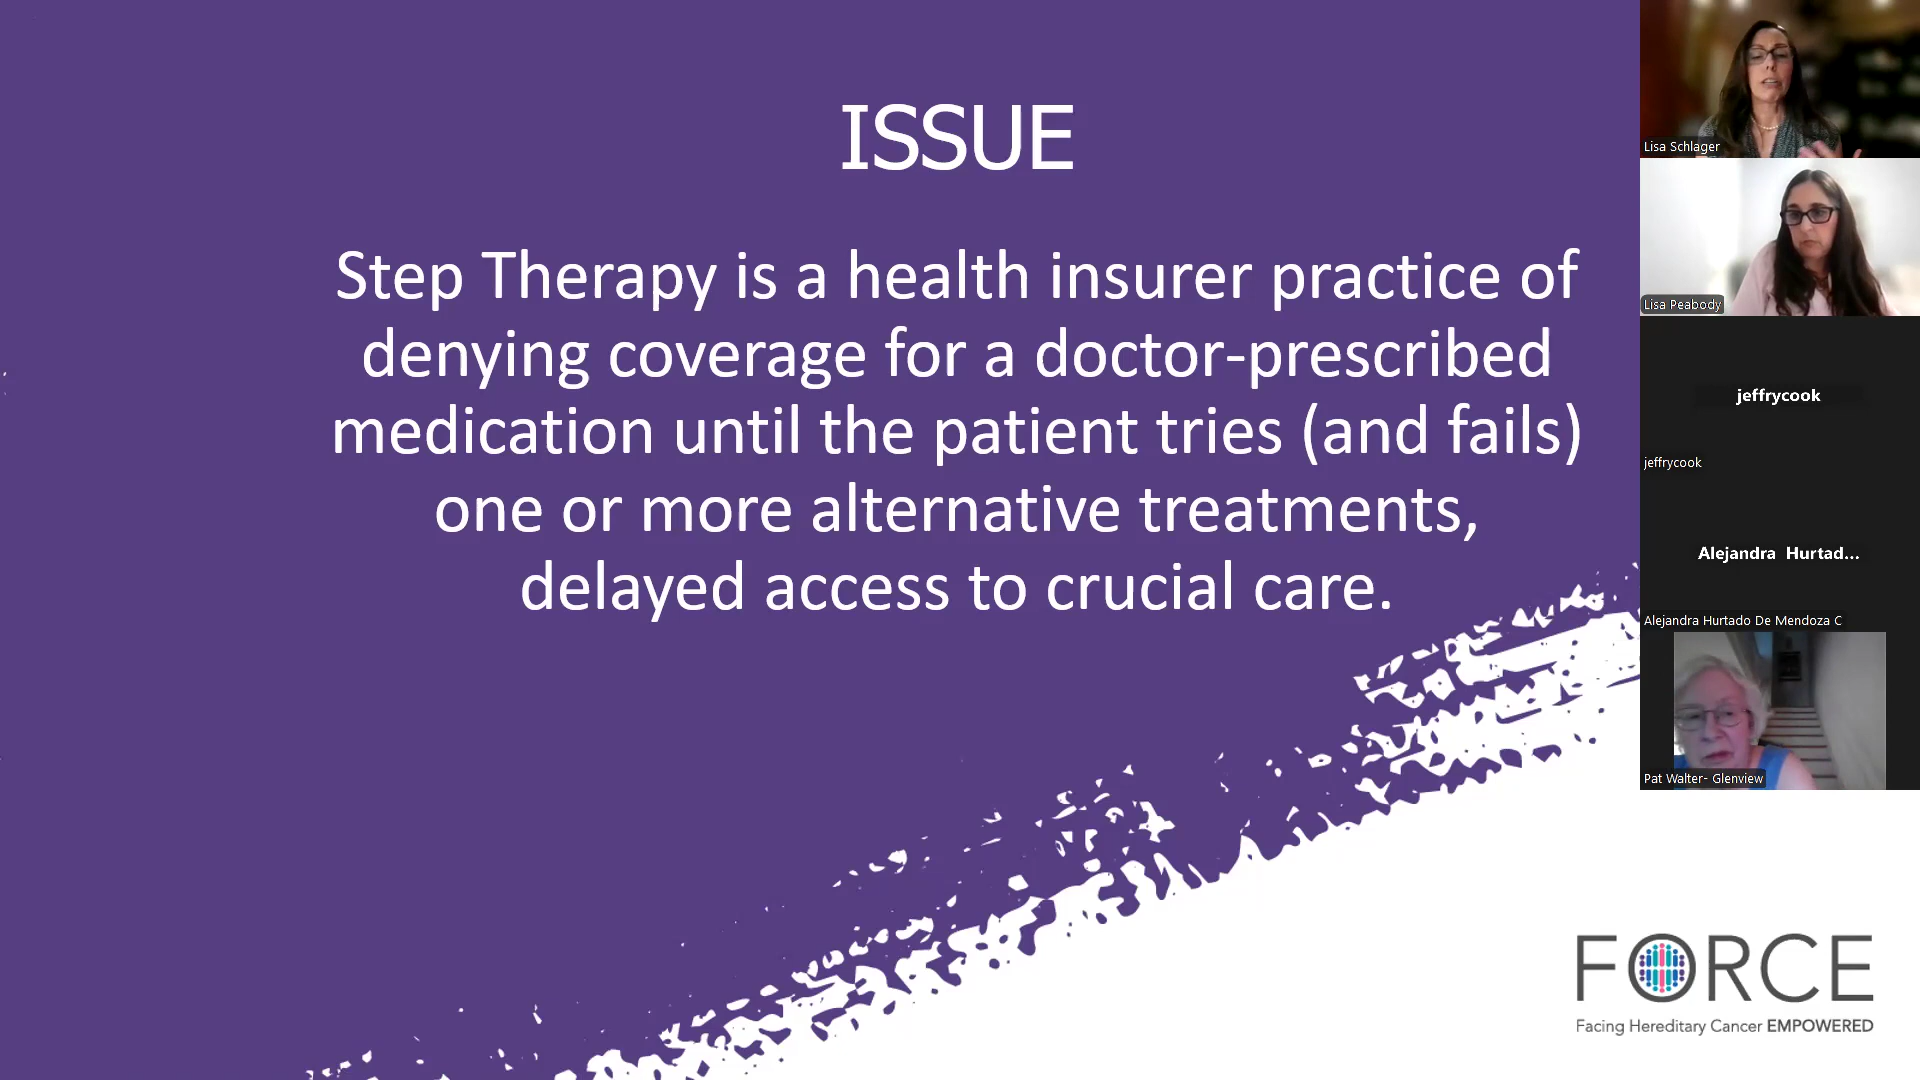 ISSUE
Step Therapy is a health insurer practice of
denying coverage for a doctor-prescribed
medication until the patient tries (and fails)
one or more alternative treatments,
delayed access to crucial care.
Lisa Schlager
Lisa Peabody
jeffrycook
jeffrycook
Alejandra Hurtad...
Alejandra Hurtado De Mendoza C
Pat Walter- Glenview
FORCE
Facing Hereditary Cancer EMPOWERED